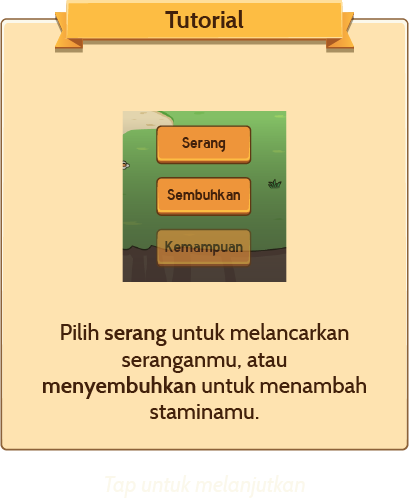 Tutorial
Serang
Sembuhkan
Kemampuan
Pilih serang untuk melancarkan
seranganmu, atau
menyembuhkan untuk menambah
staminamu.
Tap untuk melanjutkan